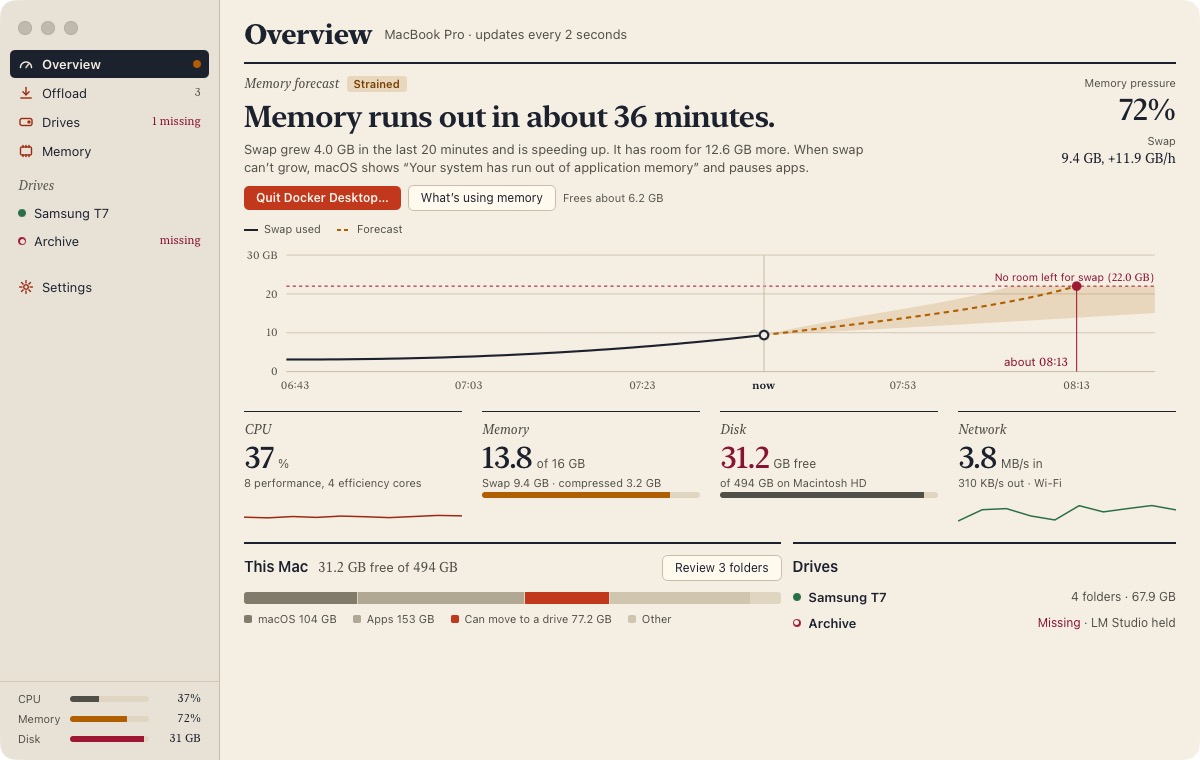 Overview
Offload 3
Drives 1 missing
Memory
Drives
Samsung T7
Archive missing
Settings
CPU 37%
Memory 72%
Disk 31 GB
Overview MacBook Pro · updates every 2 seconds
Memory forecast Strained
Memory runs out in about 36 minutes.
Swap grew 4.0 GB in the last 20 minutes and is speeding up. It has room for 12.6 GB more. When swap
can’t grow, macOS shows “Your system has run out of application memory” and pauses apps.
Quit Docker Desktop… What’s using memory Frees about 6.2 GB
Memory pressure
72%
Swap
9.4 GB, +11.9 GB/h
Swap used Forecast
30 GB
No room left for swap (22.0 GB)
20
10
about 08:13
0
06:43 07:03 07:23 now 07:53 08:13
CPU
37 %
8 performance, 4 efficiency cores
Memory
13.8 of 16 GB
Swap 9.4 GB · compressed 3.2 GB
Disk
31.2 GB free
of 494 GB on Macintosh HD
Network
3.8 MB/s in
310 KB/s out · Wi-Fi
This Mac 31.2 GB free of 494 GB Review 3 folders
macOS 104 GB Apps 153 GB Can move to a drive 77.2 GB Other
Drives
Samsung T7 4 folders · 67.9 GB
Archive Missing · LM Studio held